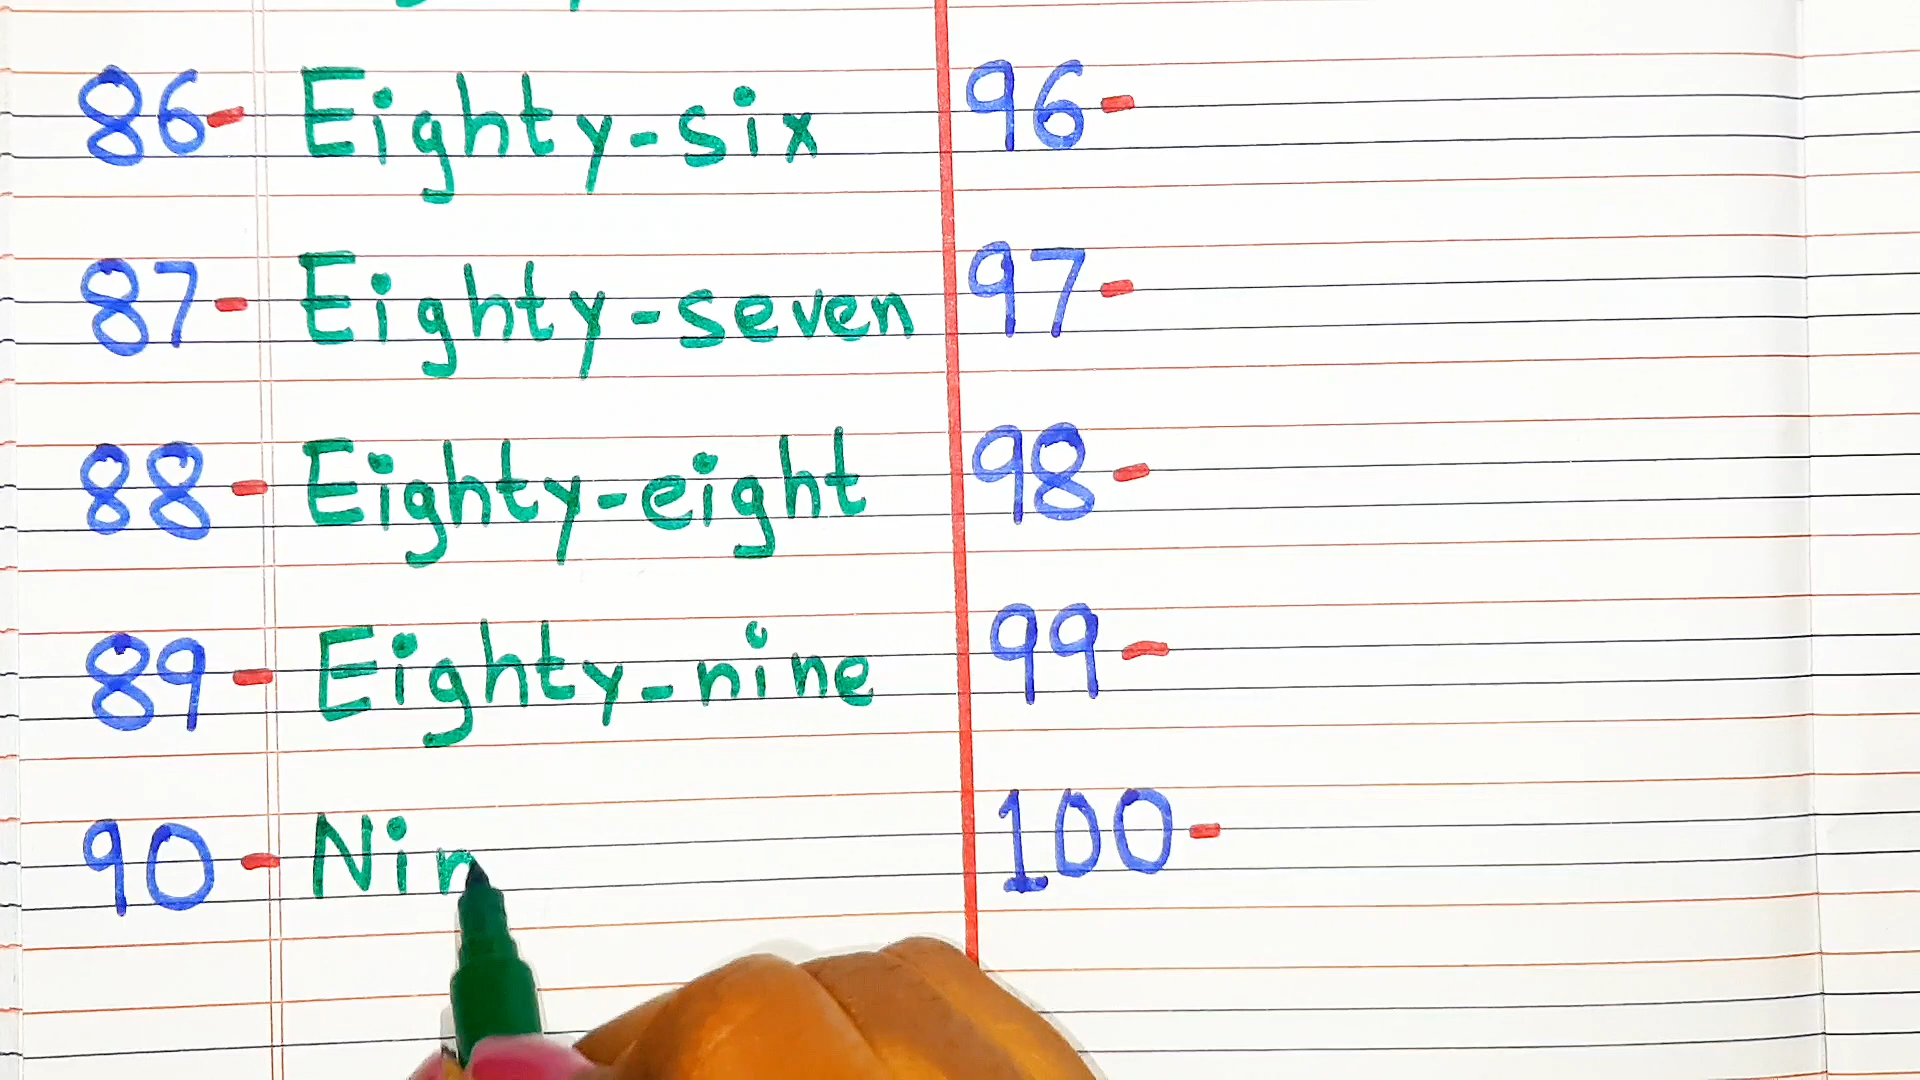 86- Eighty-six
87- Eighty-seven
88- Eighty-eight
89- Eighty-nine
90- Nin
96-
97-
98-
99-
100-